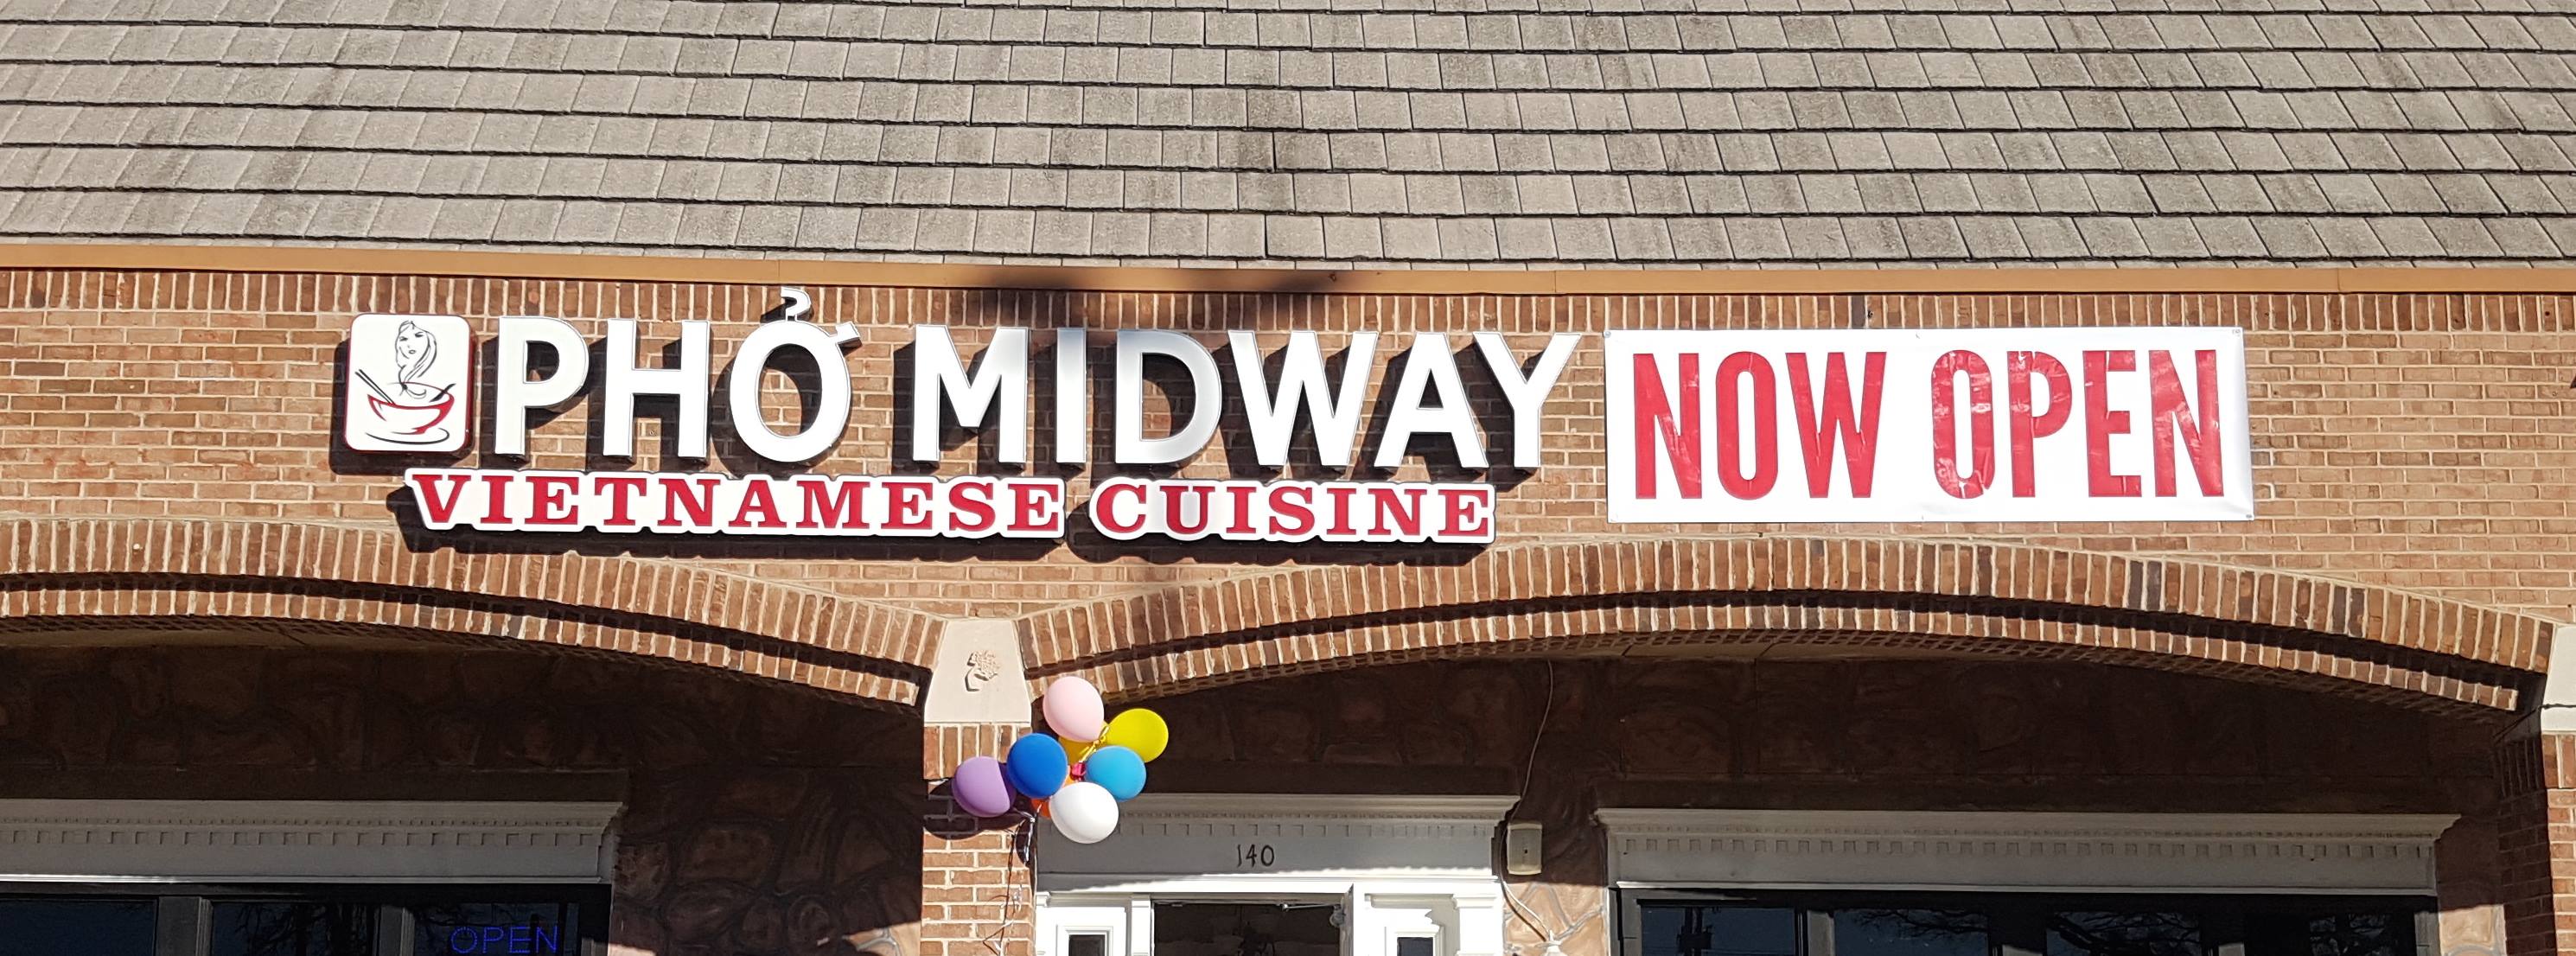 PHỞ MIDWAY
VIETNAMESE CUISINE
NOW OPEN
140
OPEN